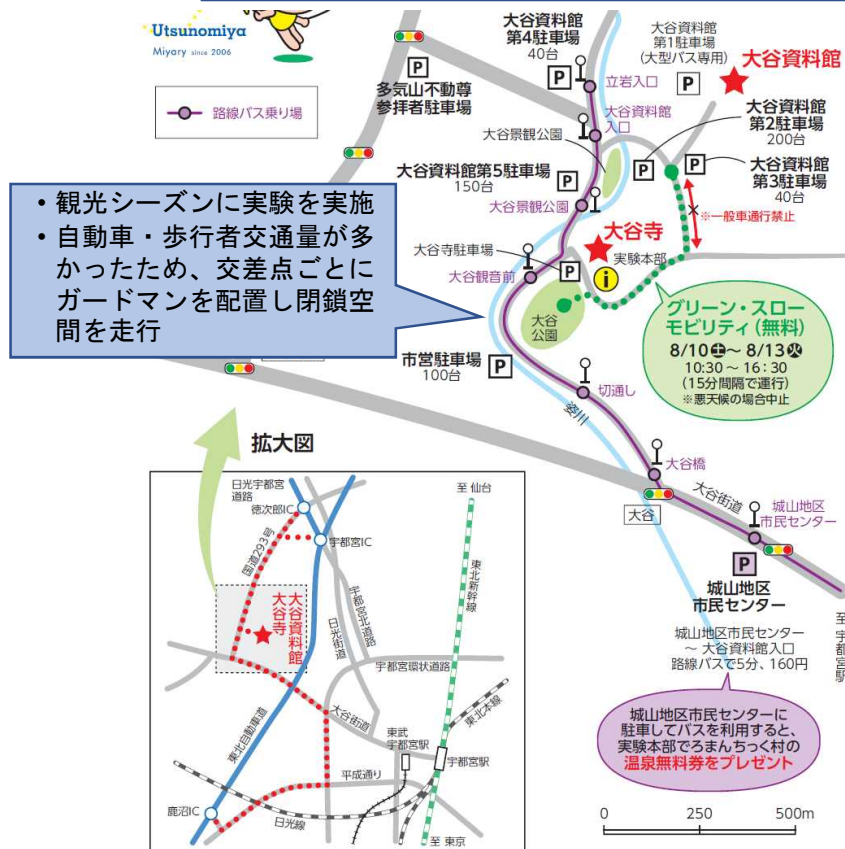 Utsunomiya
Miyary since 2006
路線バス乗り場
P
多気山不動尊
参拝者駐車場
大谷資料館
第4駐車場
40台
P
立岩入口
大谷資料館
入口
大谷資料館
第1駐車場
(大型バス専用)
P
大谷資料館
大谷資料館
第2駐車場
200台
P
P
大谷資料館
第3駐車場
40台
※一般車通行禁止
大谷景観公園
大谷資料館第5駐車場
150台
P
大谷景観公園
・観光シーズンに実験を実施
・自動車・歩行者交通量が多
かったため、交差点ごとに
ガードマンを配置し閉鎖空
間を走行
大谷寺
大谷寺駐車場
P
実験本部
i
大谷観音前
大谷
公園
グリーン・スロー
モビリティ(無料)
8/10土~8/13火
10:30~16:30
(15分間隔で運行)
※悪天候の場合中止
市営駐車場
100台
P
切通し
姿川
大谷橋
大谷
大谷街道
城山地区
市民センター
P
城山地区
市民センター
至 宇都宮駅
城山地区市民センター
~大谷資料館入口
路線バスで5分、160円
城山地区市民センターに
駐車してバスを利用すると、
実験本部でろまんちっく村の
温泉無料券をプレゼント
0 250 500m
拡大図
日光宇都宮
道路
徳次郎IC
至 仙台
宇都宮IC
国道293号
東北新幹線
宇都宮北道路
日光街道
大谷資料館
大谷寺
宇都宮環状道路
大谷街道
東北本線
東北自動車道
東武
宇都宮駅
宇都宮駅
平成通り
鹿沼IC
日光線
至 東京